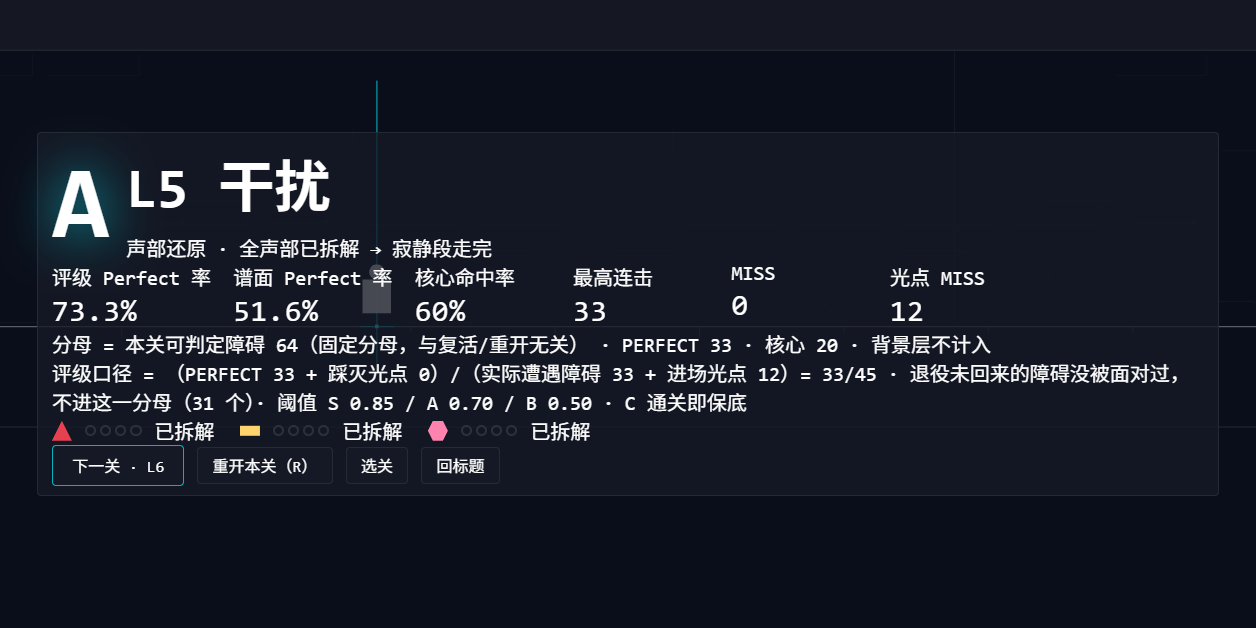 A L5 干扰
声部还原 · 全声部已拆解 → 寂静段走完
评级 Perfect 率 谱面 Perfect 率 核心命中率 最高连击 MISS 光点 MISS
73.3% 51.6% 60% 33 0 12
分母 = 本关可判定障碍 64（固定分母，与复活/重开无关） · PERFECT 33 · 核心 20 · 背景层不计入
评级口径 = （PERFECT 33 + 踩灭光点 0）/（实际遭遇障碍 33 + 进场光点 12）= 33/45 · 退役未回来的障碍没被面对过，
不进这一分母（31 个）· 阈值 S 0.85 / A 0.70 / B 0.50 · C 通关即保底
已拆解 已拆解 已拆解
下一关 · L6 重开本关（R） 选关 回标题